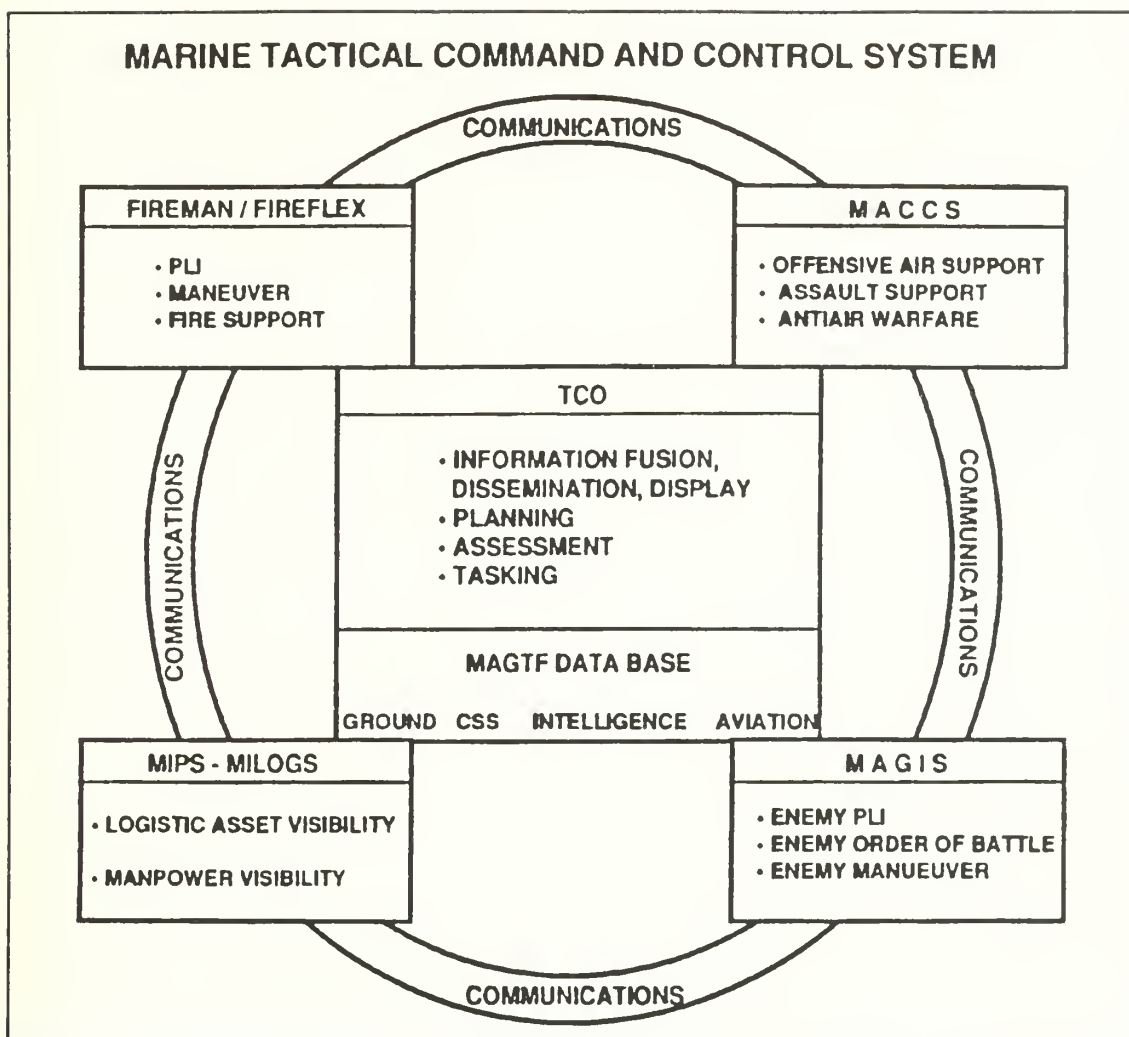 MARINE TACTICAL COMMAND AND CONTROL SYSTEM
COMMUNICATIONS
FIREMAN / FIREFLEX
• PLI
• MANEUVER
• FIRE SUPPORT
M A C C S
• OFFENSIVE AIR SUPPORT
• ASSAULT SUPPORT
• ANTIAIR WARFARE
TCO
• INFORMATION FUSION,
DISSEMINATION, DISPLAY
• PLANNING
• ASSESSMENT
• TASKING
COMMUNICATIONS
COMMUNICATIONS
MAGTF DATA BASE
GROUND CSS INTELLIGENCE AVIATION
MIPS - MILOGS
• LOGISTIC ASSET VISIBILITY
• MANPOWER VISIBILITY
M A G I S
• ENEMY PLI
• ENEMY ORDER OF BATTLE
• ENEMY MANUEUVER
COMMUNICATIONS